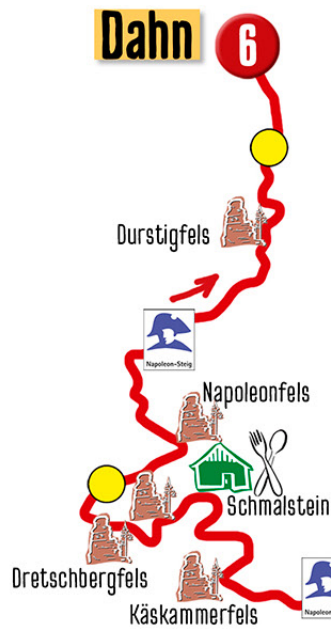 Dahn 6
Durstigfels
Napoleon-Steig
Napoleonfels
Schmalstein
Dretschbergfels
Käskammerfels